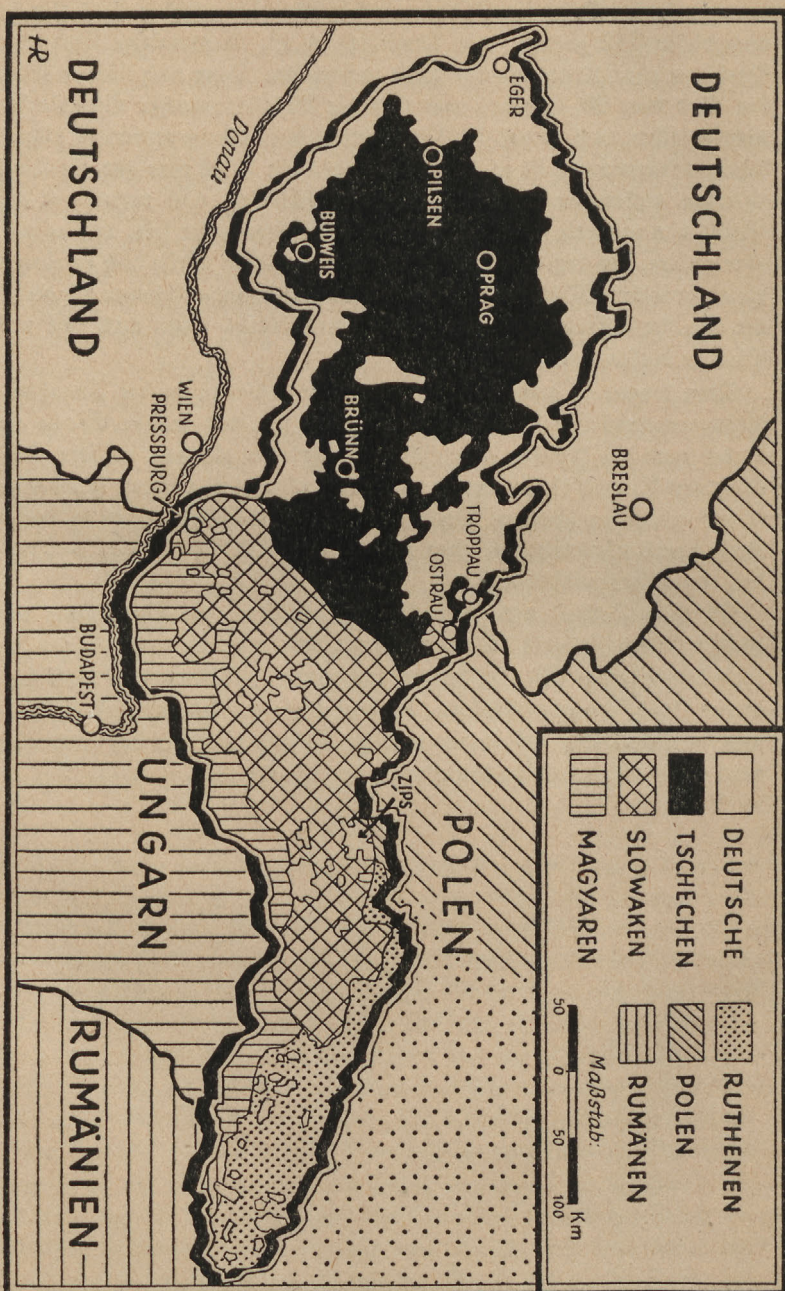 DEUTSCHLAND
EGER
PILSEN
PRAG
BUDWEIS
BRESLAU
TROPPAU
OSTRAU
BRÜNN
Donau
DEUTSCHLAND
WIEN
PRESSBURG
BUDAPEST
ZIPS
POLEN
UNGARN
RUMÄNIEN
HR
DEUTSCHE
TSCHECHEN
SLOWAKEN
MAGYAREN
RUTHENEN
POLEN
RUMÄNEN
Maßstab:
50 0 50 100 Km